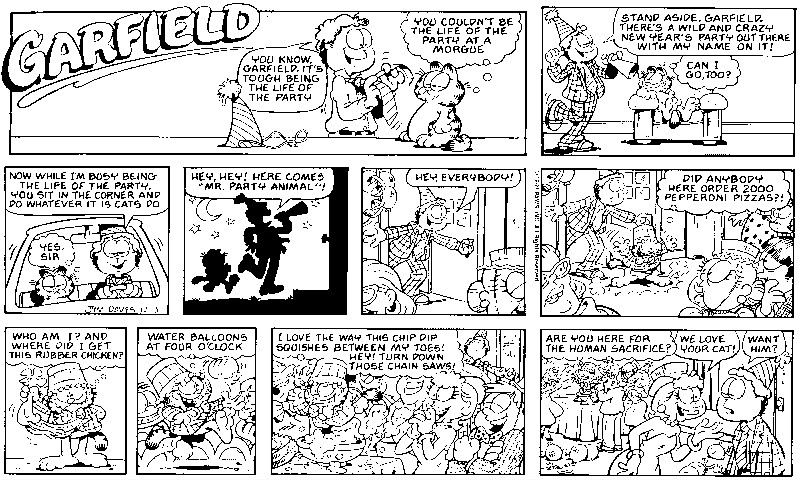 GARFIELD
YOU KNOW,
GARFIELD, IT'S
TOUGH BEING
THE LIFE OF
THE PARTY
YOU COULDN'T BE
THE LIFE OF THE
PARTY AT A
MORGUE
STAND ASIDE, GARFIELD.
THERE'S A WILD AND CRAZY
NEW YEAR'S PARTY OUT THERE
WITH MY NAME ON IT!
CAN I
GO, TOO?
NOW WHILE I'M BUSY BEING
THE LIFE OF THE PARTY,
YOU SIT IN THE CORNER AND
DO WHATEVER IT IS CATS DO
YES,
SIR
JIM DAVIS
HEY, HEY! HERE COMES
"MR. PARTY ANIMAL"!
HEY, EVERYBODY!
DID ANYBODY
HERE ORDER 2000
PEPPERONI PIZZAS?!
WHO AM I? AND
WHERE DID I GET
THIS RUBBER CHICKEN?
WATER BALLOONS
AT FOUR O'CLOCK
I LOVE THE WAY THIS CHIP DIP
SQUISHES BETWEEN MY TOES!
HEY! TURN DOWN
THOSE CHAIN SAWS!
ARE YOU HERE FOR
THE HUMAN SACRIFICE?
WE LOVE
YOUR CAT!
WANT
HIM?